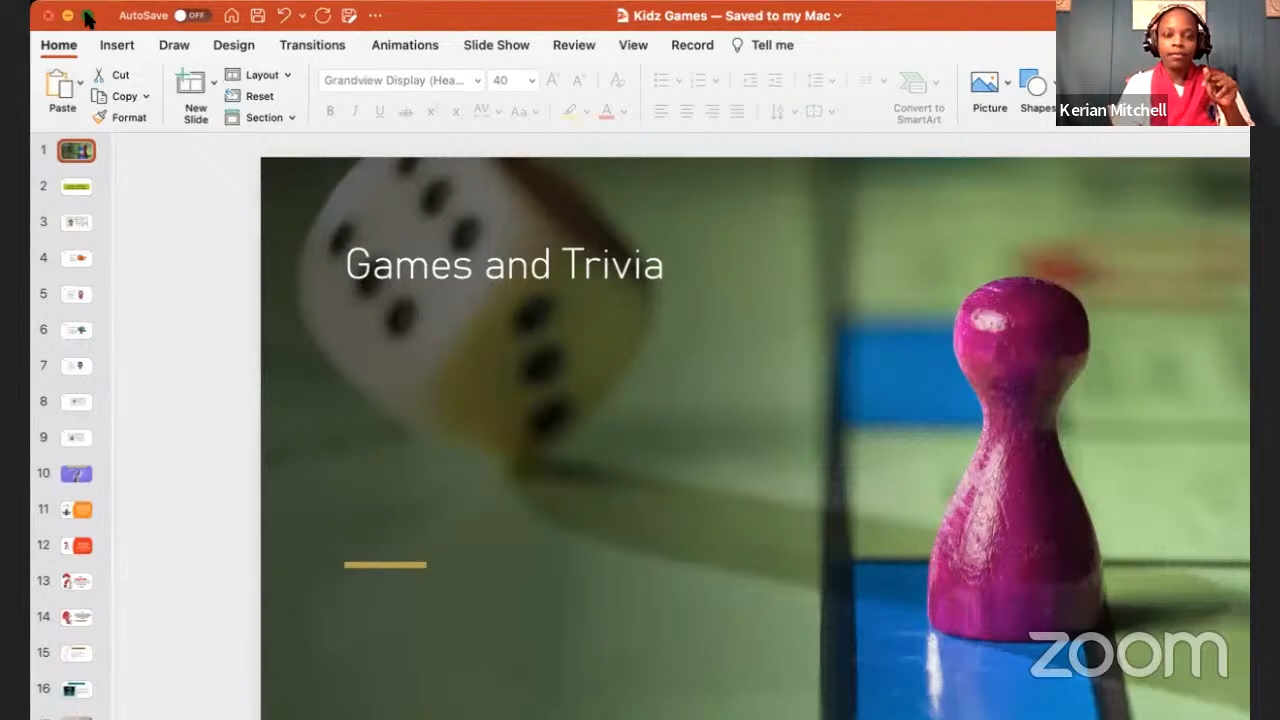 AutoSave OFF
Kidz Games — Saved to my Mac
Home Insert Draw Design Transitions Animations Slide Show Review View Record Tell me
Paste
Cut
Copy
Format
New Slide
Layout
Reset
Section
Grandview Display (Hea... 40
B I U ab x x AV Aa A
Convert to SmartArt
Picture
Shapes
Kerian Mitchell
1
2
3
4
5
6
7
8
9
10
11
12
13
14
15
16
Games and Trivia
zoom